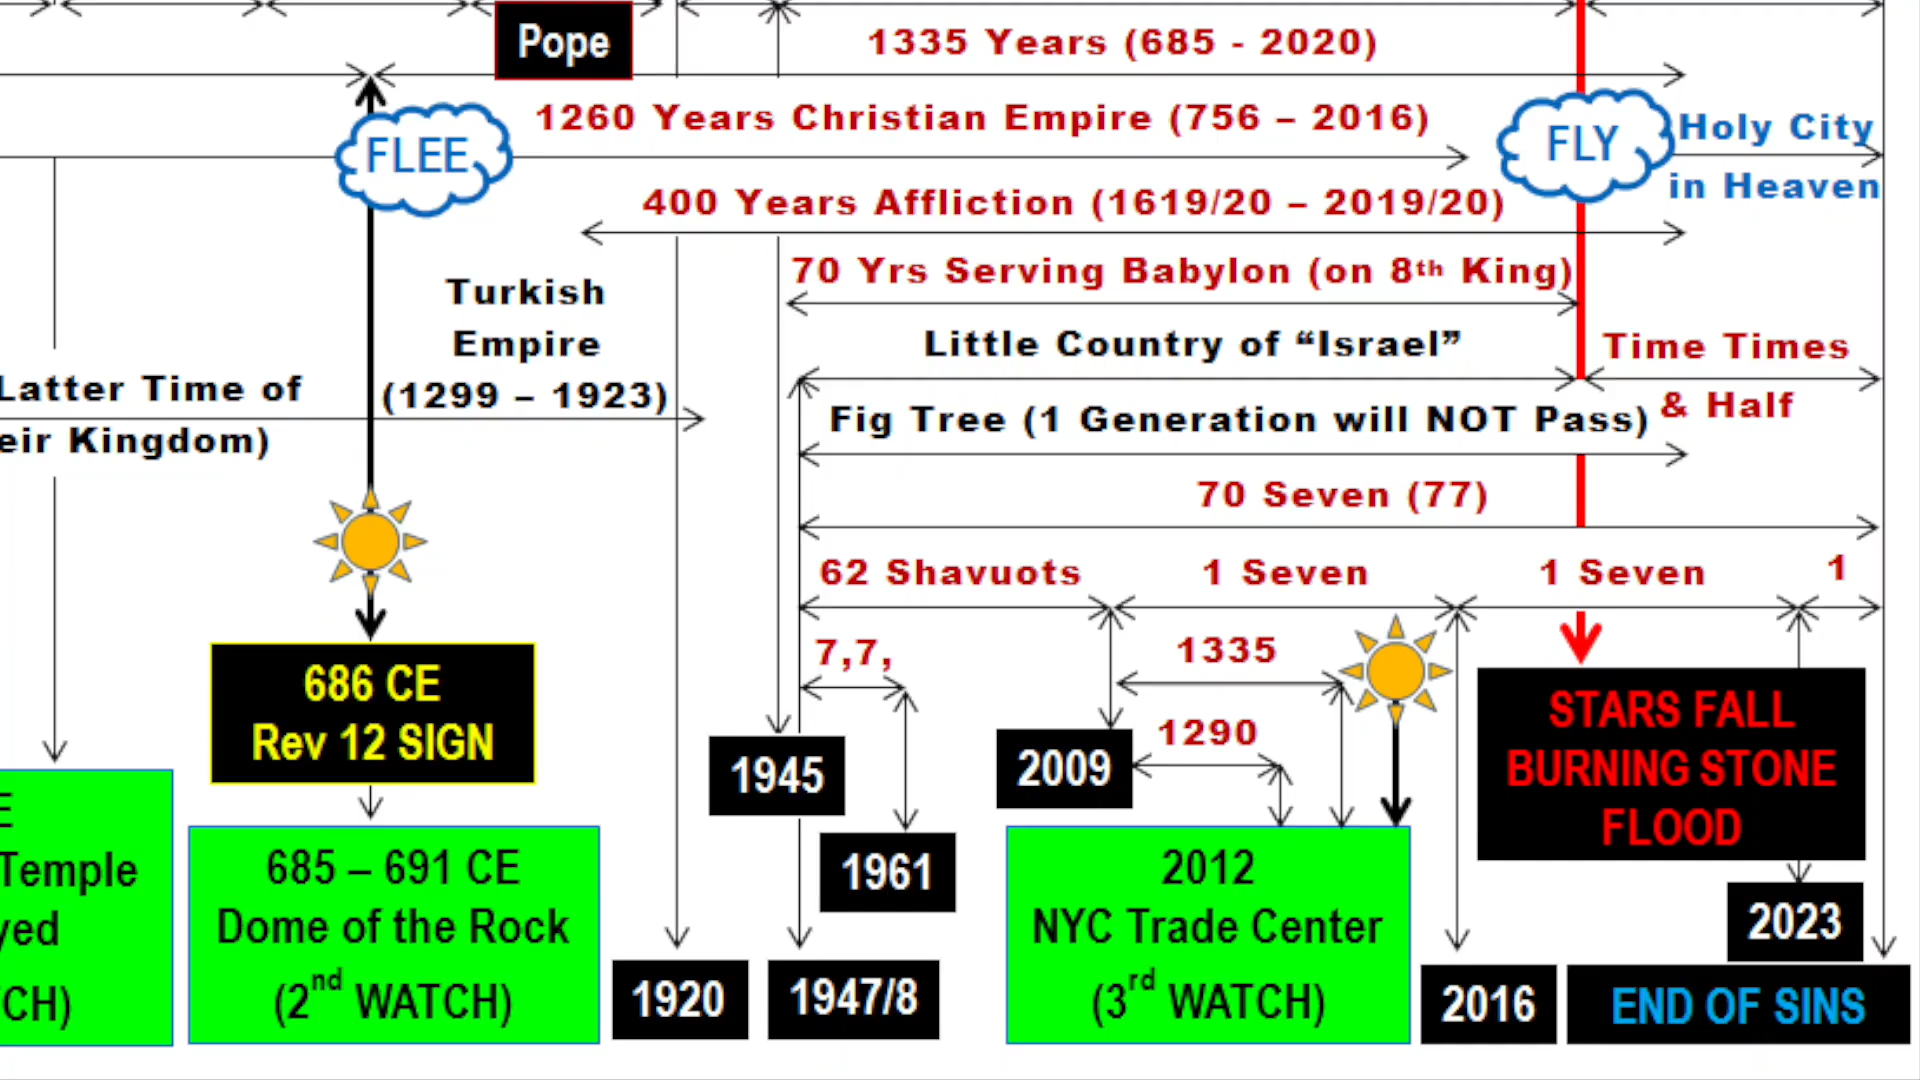 Pope
1335 Years (685 - 2020)
1260 Years Christian Empire (756 – 2016)
FLEE
FLY
Holy City
in Heaven
400 Years Affliction (1619/20 – 2019/20)
70 Yrs Serving Babylon (on 8th King)
Turkish
Empire
(1299 – 1923)
Little Country of “Israel”
Time Times
& Half
Latter Time of
eir Kingdom)
Fig Tree (1 Generation will NOT Pass)
70 Seven (77)
62 Shavuots
1 Seven
1 Seven
1
7,7,
1335
1290
686 CE
Rev 12 SIGN
STARS FALL
BURNING STONE
FLOOD
1945
2009
1961
E
Temple
yed
CH)
685 – 691 CE
Dome of the Rock
(2nd WATCH)
2012
NYC Trade Center
(3rd WATCH)
2023
1920
1947/8
2016
END OF SINS